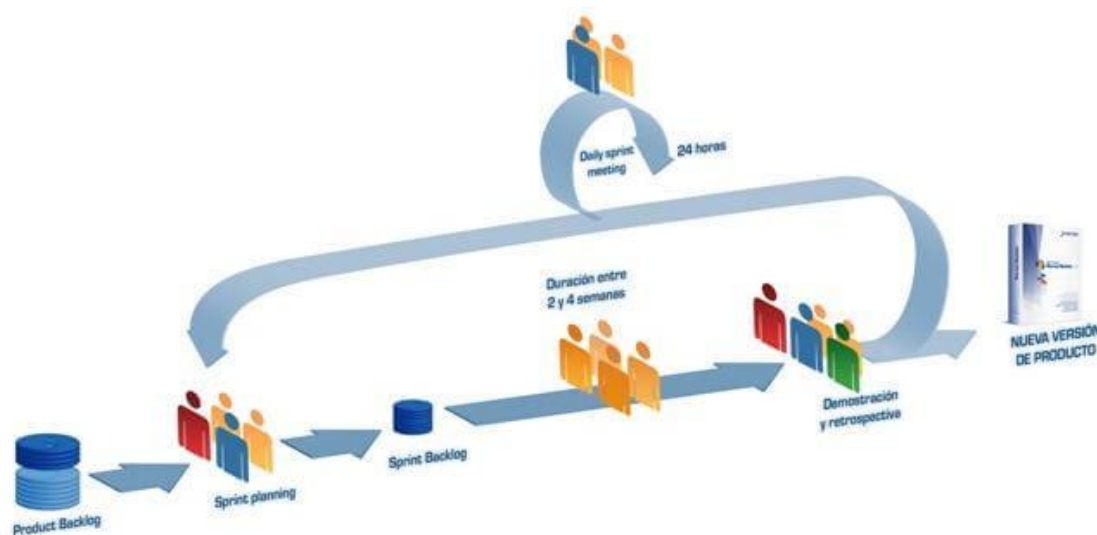 Daily sprint
meeting
24 horas
Duración entre
2 y 4 semanas
NUEVA VERSIÓN
DE PRODUCTO
Demostración
y retrospectiva
Sprint Backlog
Sprint planning
Product Backlog